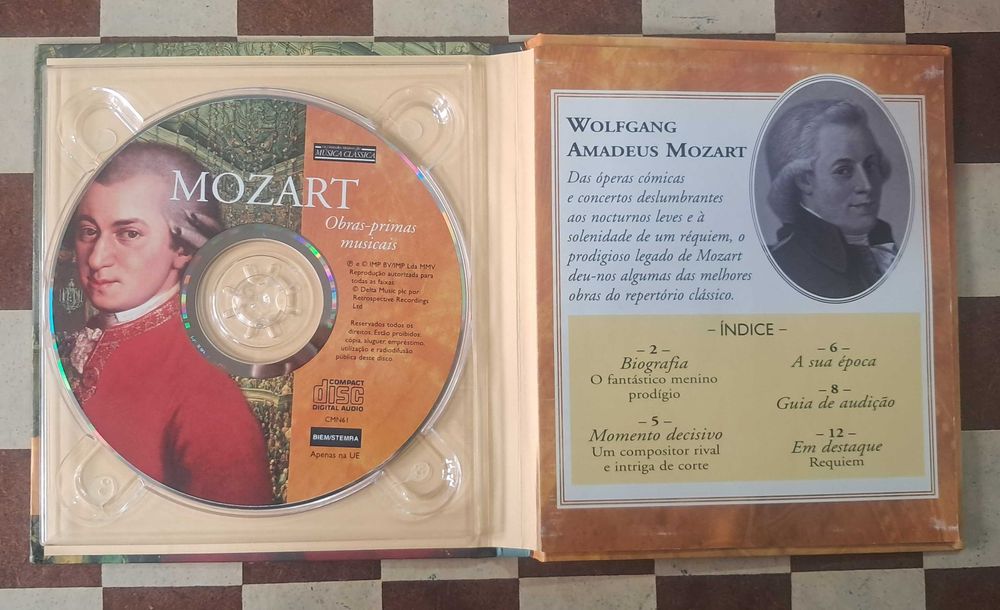 MÚSICA CLÁSSICA
MOZART
Obras-primas
musicais
℗ e © IMP BV/IMP Lda MMV
Reprodução autorizada para
todas as faixas
© Delta Music plc por
Retrospective Recordings
Ltd
Reservados todos os
direitos. Estão proibidos
cópia, aluguer, empréstimo,
utilização e radiodifusão
pública deste disco.
COMPACT
disc
DIGITAL AUDIO
CMN61
BIEM/STEMRA
Apenas na UE
WOLFGANG
AMADEUS MOZART
Das óperas cómicas
e concertos deslumbrantes
aos nocturnos leves e à
solenidade de um réquiem, o
prodigioso legado de Mozart
deu-nos algumas das melhores
obras do repertório clássico.
– ÍNDICE –
– 2 –
Biografia
O fantástico menino
prodígio
– 5 –
Momento decisivo
Um compositor rival
e intriga de corte
– 6 –
A sua época
– 8 –
Guia de audição
– 12 –
Em destaque
Requiem